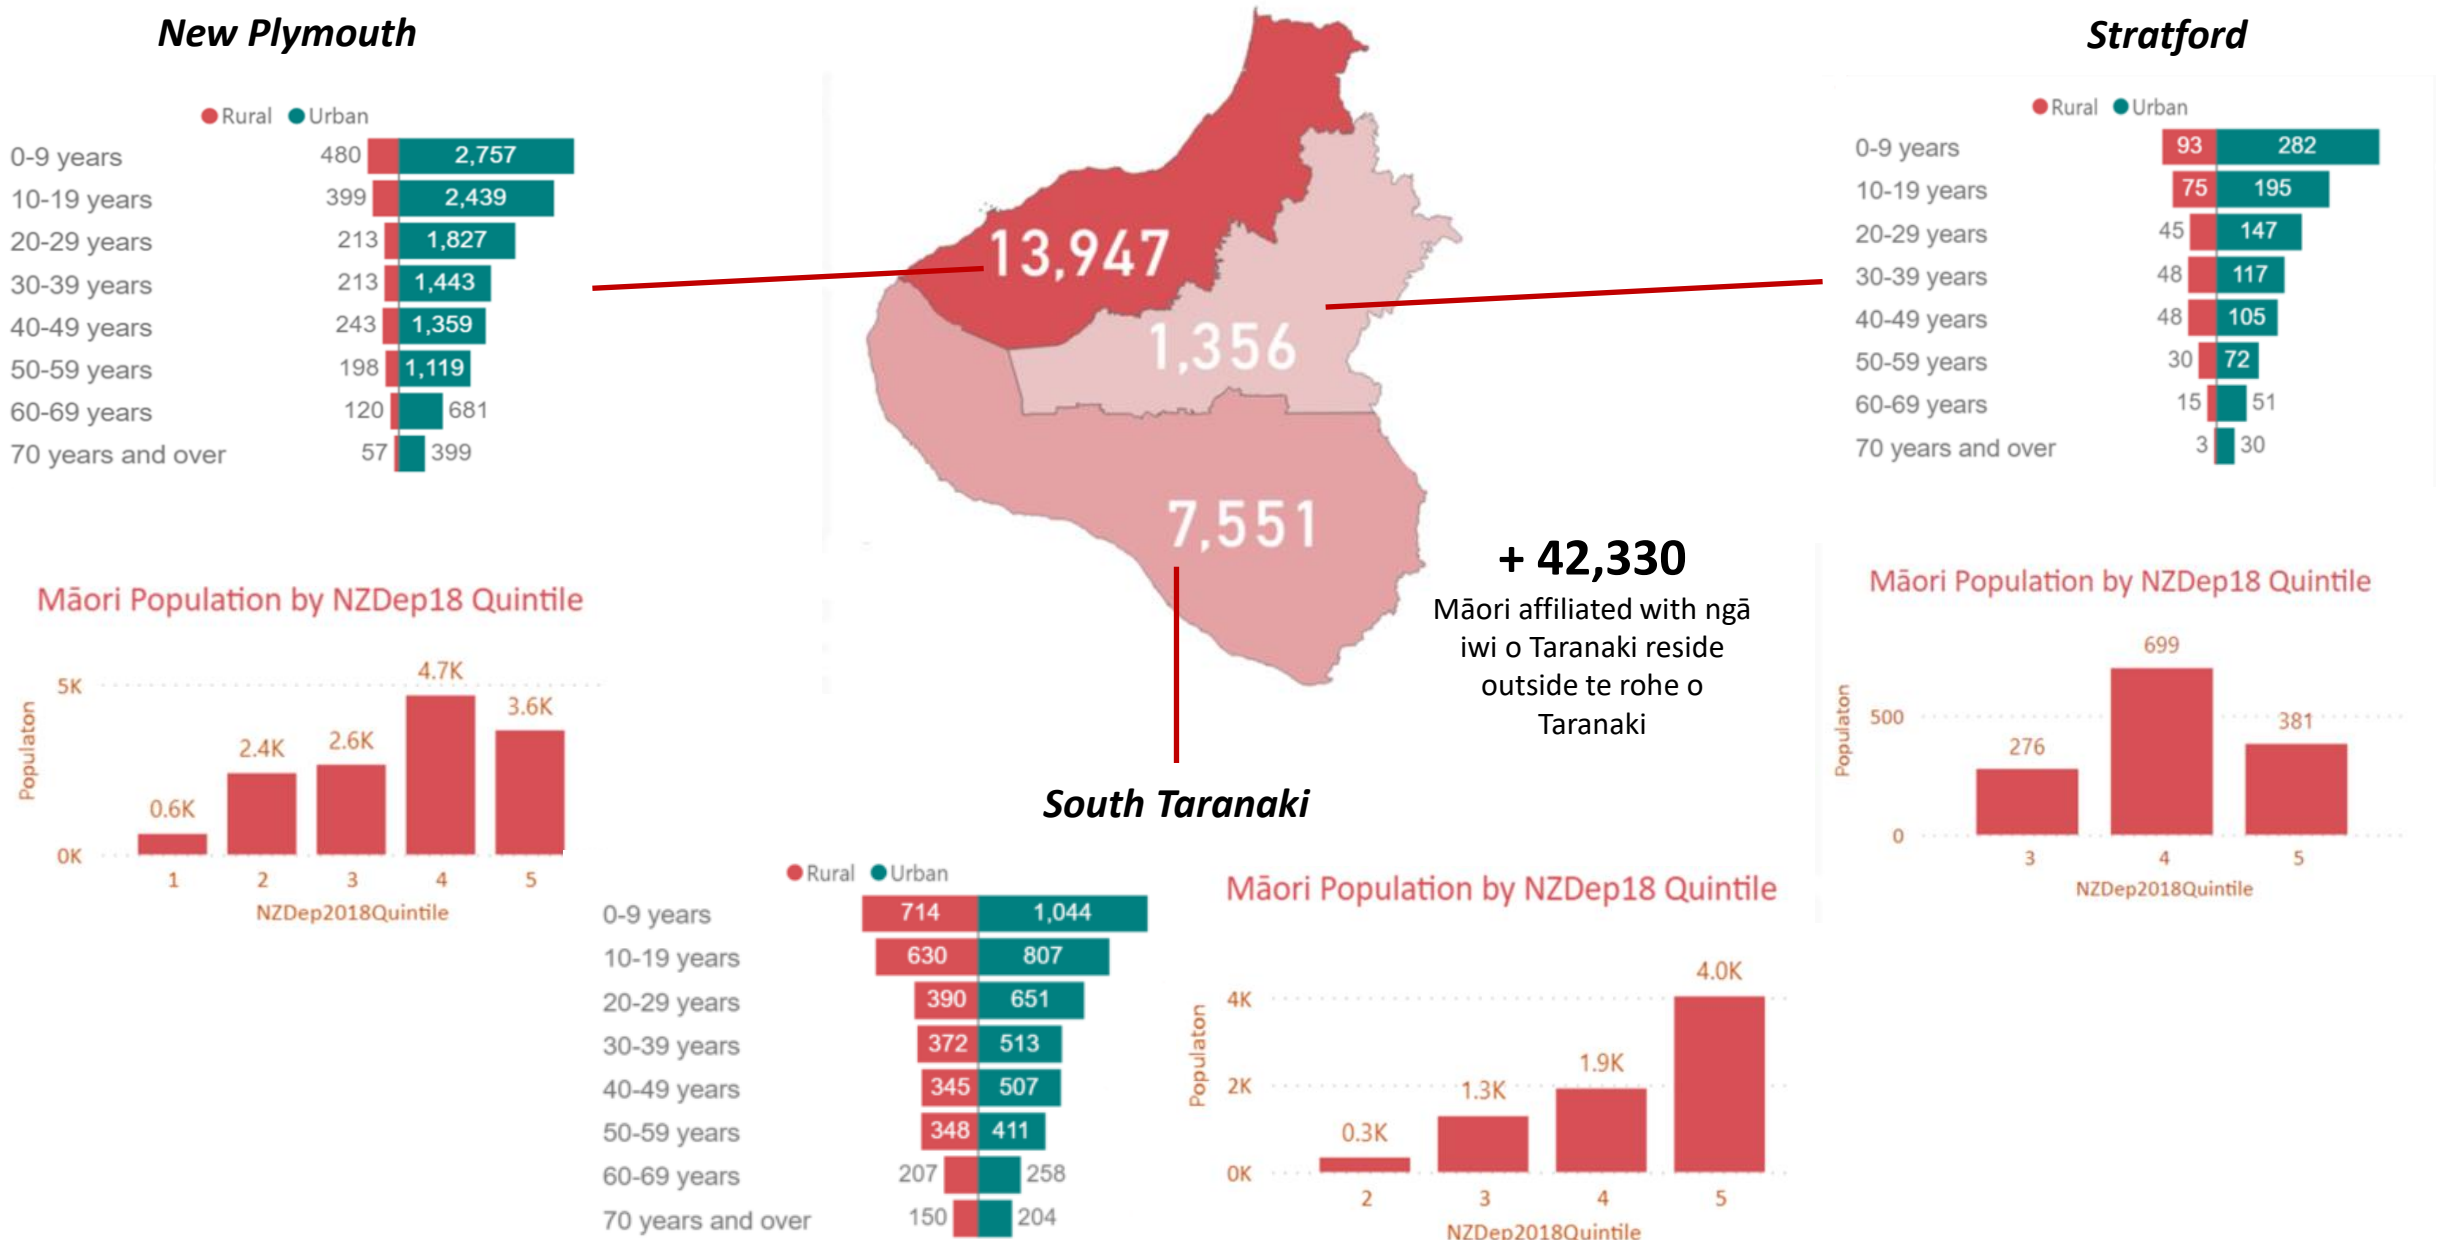 New Plymouth
Rural Urban
0-9 years 480 2,757
10-19 years 399 2,439
20-29 years 213 1,827
30-39 years 213 1,443
40-49 years 243 1,359
50-59 years 198 1,119
60-69 years 120 681
70 years and over 57 399
Māori Population by NZDep18 Quintile
Populaton
5K
0K
0.6K
2.4K
2.6K
4.7K
3.6K
1 2 3 4 5
NZDep2018Quintile
13,947
1,356
7,551
+ 42,330
Māori affiliated with ngā
iwi o Taranaki reside
outside te rohe o
Taranaki
Stratford
Rural Urban
0-9 years 93 282
10-19 years 75 195
20-29 years 45 147
30-39 years 48 117
40-49 years 48 105
50-59 years 30 72
60-69 years 15 51
70 years and over 3 30
Māori Population by NZDep18 Quintile
Populaton
500
0
276
699
381
3 4 5
NZDep2018Quintile
South Taranaki
Rural Urban
0-9 years 714 1,044
10-19 years 630 807
20-29 years 390 651
30-39 years 372 513
40-49 years 345 507
50-59 years 348 411
60-69 years 207 258
70 years and over 150 204
Māori Population by NZDep18 Quintile
Populaton
4K
2K
0K
0.3K
1.3K
1.9K
4.0K
2 3 4 5
NZDep2018Quintile